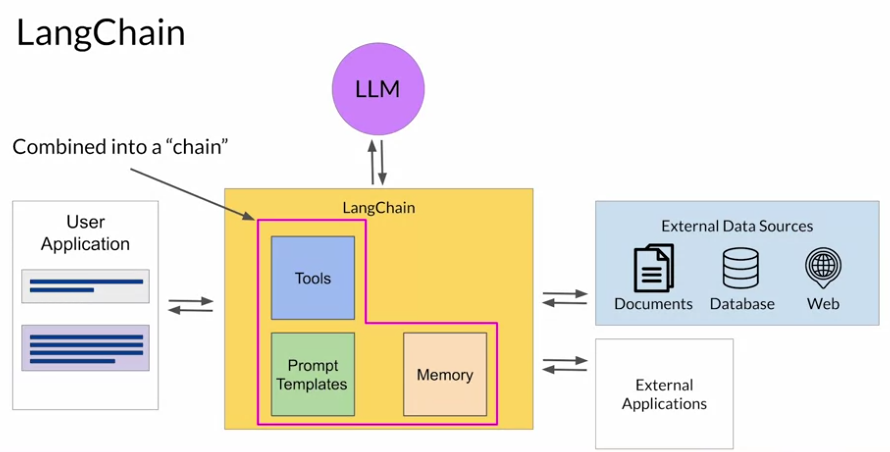 LangChain
LLM
Combined into a “chain”
User
Application
LangChain
Tools
Prompt
Templates
Memory
External Data Sources
Documents
Database
Web
External
Applications